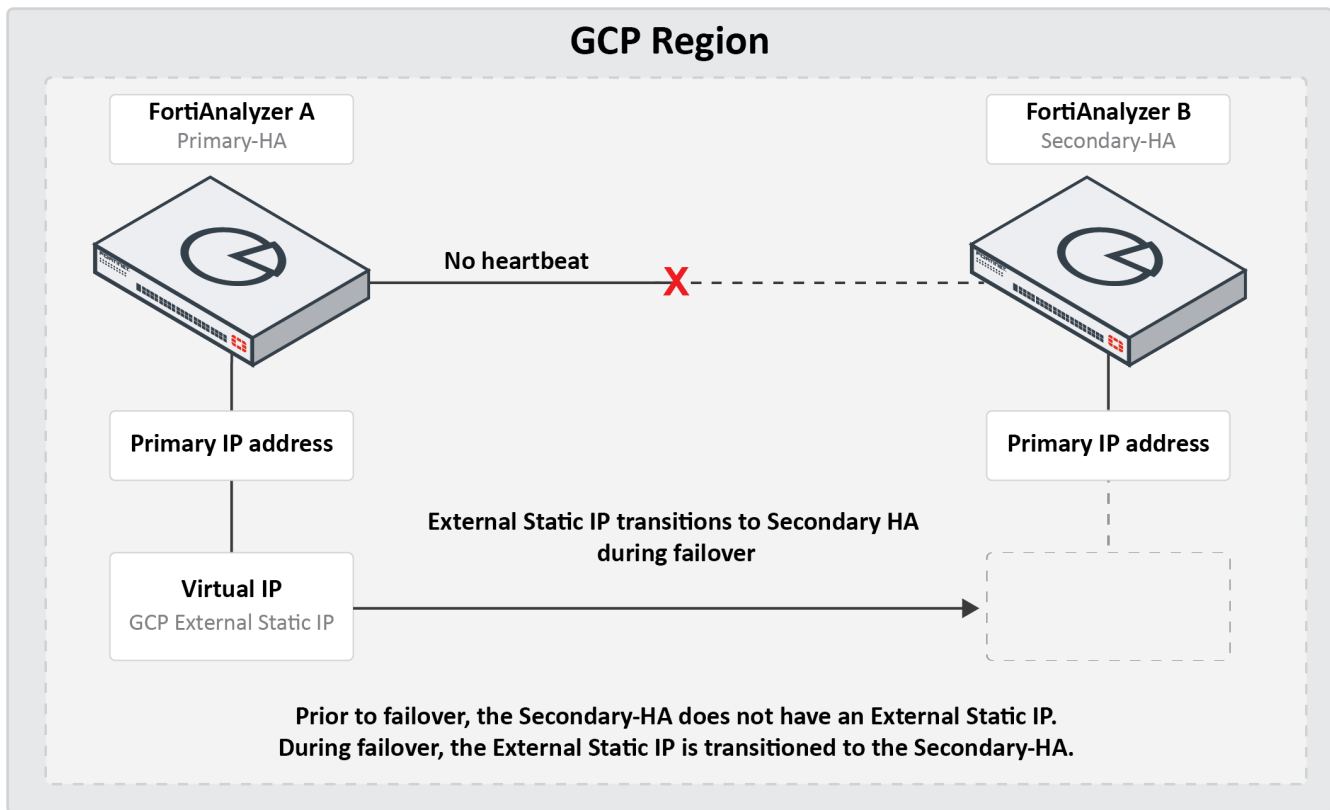 GCP Region
FortiAnalyzer A
Primary-HA
FortiAnalyzer B
Secondary-HA
No heartbeat
X
Primary IP address
Primary IP address
External Static IP transitions to Secondary HA
during failover
Virtual IP
GCP External Static IP
Prior to failover, the Secondary-HA does not have an External Static IP.
During failover, the External Static IP is transitioned to the Secondary-HA.